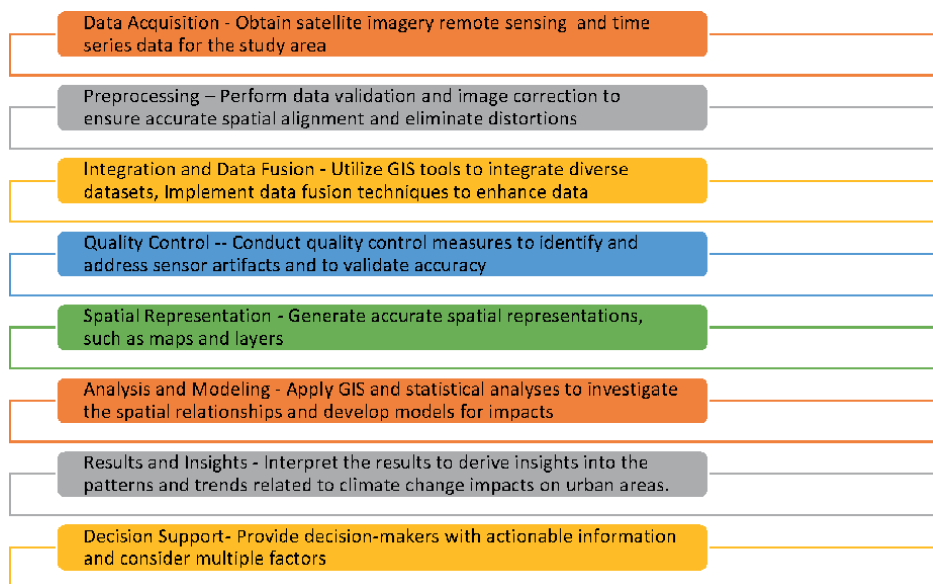 Data Acquisition - Obtain satellite imagery remote sensing and time
series data for the study area
Preprocessing – Perform data validation and image correction to
ensure accurate spatial alignment and eliminate distortions
Integration and Data Fusion - Utilize GIS tools to integrate diverse
datasets, Implement data fusion techniques to enhance data
Quality Control -- Conduct quality control measures to identify and
address sensor artifacts and to validate accuracy
Spatial Representation - Generate accurate spatial representations,
such as maps and layers
Analysis and Modeling - Apply GIS and statistical analyses to investigate
the spatial relationships and develop models for impacts
Results and Insights - Interpret the results to derive insights into the
patterns and trends related to climate change impacts on urban areas.
Decision Support- Provide decision-makers with actionable information
and consider multiple factors